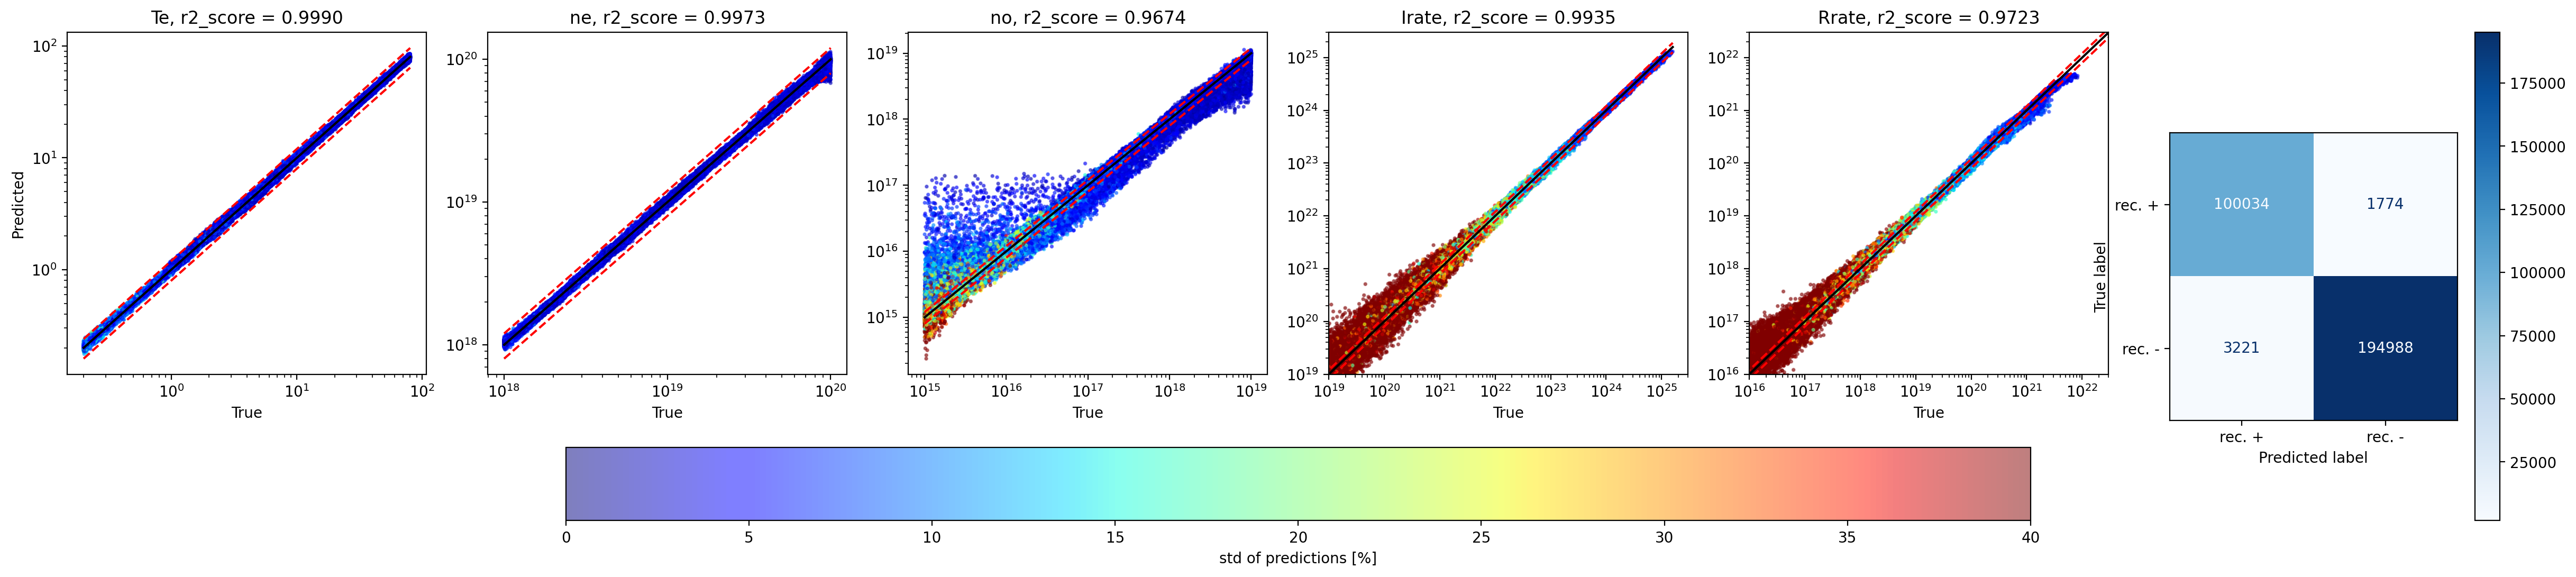 Te, r2_score = 0.9990
ne, r2_score = 0.9973
no, r2_score = 0.9674
Irate, r2_score = 0.9935
Rrate, r2_score = 0.9723
Predicted
10²
10¹
10⁰
10⁰ 10¹ 10²
True
10²⁰
10¹⁹
10¹⁸
10¹⁸ 10¹⁹ 10²⁰
True
10¹⁹
10¹⁸
10¹⁷
10¹⁶
10¹⁵
10¹⁵ 10¹⁶ 10¹⁷ 10¹⁸ 10¹⁹
True
10²⁵
10²⁴
10²³
10²²
10²¹
10²⁰
10¹⁹
10¹⁹ 10²⁰ 10²¹ 10²² 10²³ 10²⁴ 10²⁵
True
10²²
10²¹
10²⁰
10¹⁹
10¹⁸
10¹⁷
10¹⁶
10¹⁶ 10¹⁷ 10¹⁸ 10¹⁹ 10²⁰ 10²¹ 10²²
True
True label
rec. + 100034 1774
rec. - 3221 194988
rec. + rec. -
Predicted label
175000
150000
125000
100000
75000
50000
25000
0 5 10 15 20 25 30 35 40
std of predictions [%]